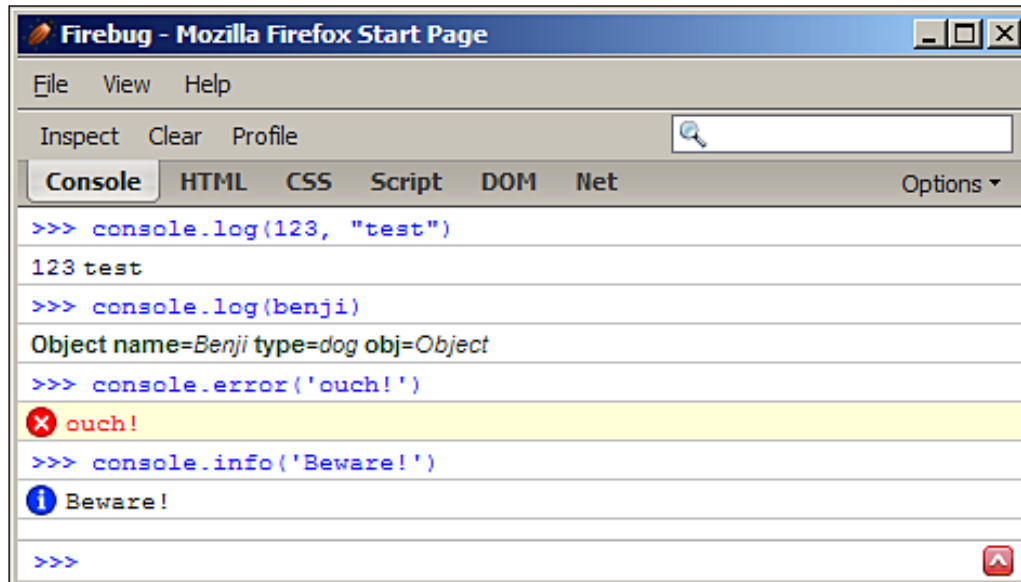 Firebug - Mozilla Firefox Start Page
File View Help
Inspect Clear Profile
Console HTML CSS Script DOM Net Options
>>> console.log(123, "test")
123 test
>>> console.log(benji)
Object name=Benji type=dog obj=Object
>>> console.error('ouch!')
ouch!
>>> console.info('Beware!')
Beware!
>>>